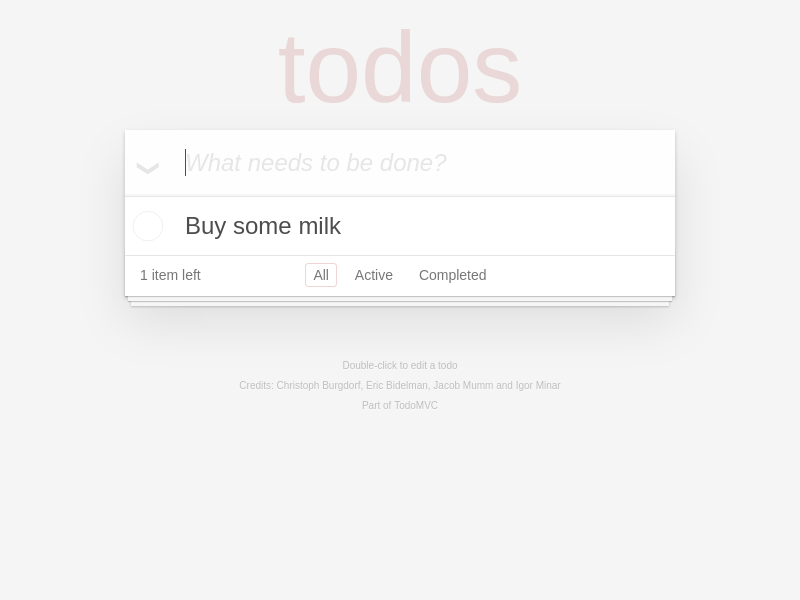 todos
What needs to be done?
Buy some milk
1 item left All Active Completed
Double-click to edit a todo
Credits: Christoph Burgdorf, Eric Bidelman, Jacob Mumm and Igor Minar
Part of TodoMVC